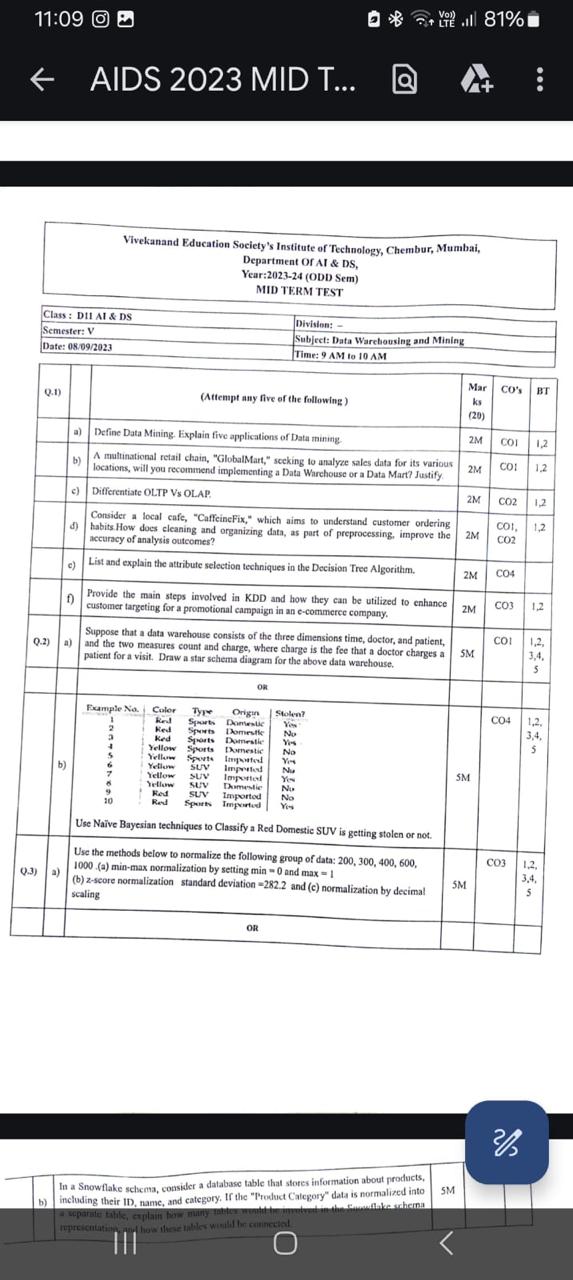 11:09
Vo) LTE 81%
AIDS 2023 MID T...
Vivekanand Education Society's Institute of Technology, Chembur, Mumbai,
Department Of AI & DS,
Year:2023-24 (ODD Sem)
MID TERM TEST
Class : D11 AI & DS
Division: –
Semester: V
Subject: Data Warehousing and Mining
Date: 08/09/2023
Time: 9 AM to 10 AM
Q.1)
(Attempt any five of the following)
Mar
ks
(20)
CO's
BT
a) Define Data Mining. Explain five applications of Data mining. 2M CO1 1,2
b) A multinational retail chain, "GlobalMart," seeking to analyze sales data for its various
locations, will you recommend implementing a Data Warehouse or a Data Mart? Justify. 2M CO1 1,2
c) Differentiate OLTP Vs OLAP. 2M CO2 1,2
Consider a local cafe, "CaffeineFix," which aims to understand customer ordering
d) habits.How does cleaning and organizing data, as part of preprocessing, improve the 2M CO1, 1,2
accuracy of analysis outcomes? CO2
e) List and explain the attribute selection techniques in the Decision Tree Algorithm. 2M CO4
f) Provide the main steps involved in KDD and how they can be utilized to enhance 2M CO3 1,2
customer targeting for a promotional campaign in an e-commerce company.
Suppose that a data warehouse consists of the three dimensions time, doctor, and patient, CO1 1,2,
Q.2) a) and the two measures count and charge, where charge is the fee that a doctor charges a 5M 3,4,
patient for a visit. Draw a star schema diagram for the above data warehouse. 5
OR
Example No. Color Type Origin Stolen?
1 Red Sports Domestic Yes
2 Red Sports Domestic No
3 Red Sports Domestic Yes
4 Yellow Sports Domestic No
5 Yellow Sports Imported Yes
6 Yellow SUV Imported No
7 Yellow SUV Imported Yes
8 Yellow SUV Domestic No
9 Red SUV Imported No
10 Red Sports Imported Yes
b)
5M
CO4
1,2,
3,4,
5
Use Naïve Bayesian techniques to Classify a Red Domestic SUV is getting stolen or not.
Use the methods below to normalize the following group of data: 200, 300, 400, 600, CO3 1,2,
Q.3) a) 1000 .(a) min-max normalization by setting min = 0 and max = 1 5M 3,4,
(b) z-score normalization standard deviation =282.2 and (c) normalization by decimal 5
scaling
OR
In a Snowflake schema, consider a database table that stores information about products,
b) including their ID, name, and category. If the "Product Category" data is normalized into 5M
a separate table, explain how many tables would be involved in the Snowflake schema
representation, and how these tables would be connected.